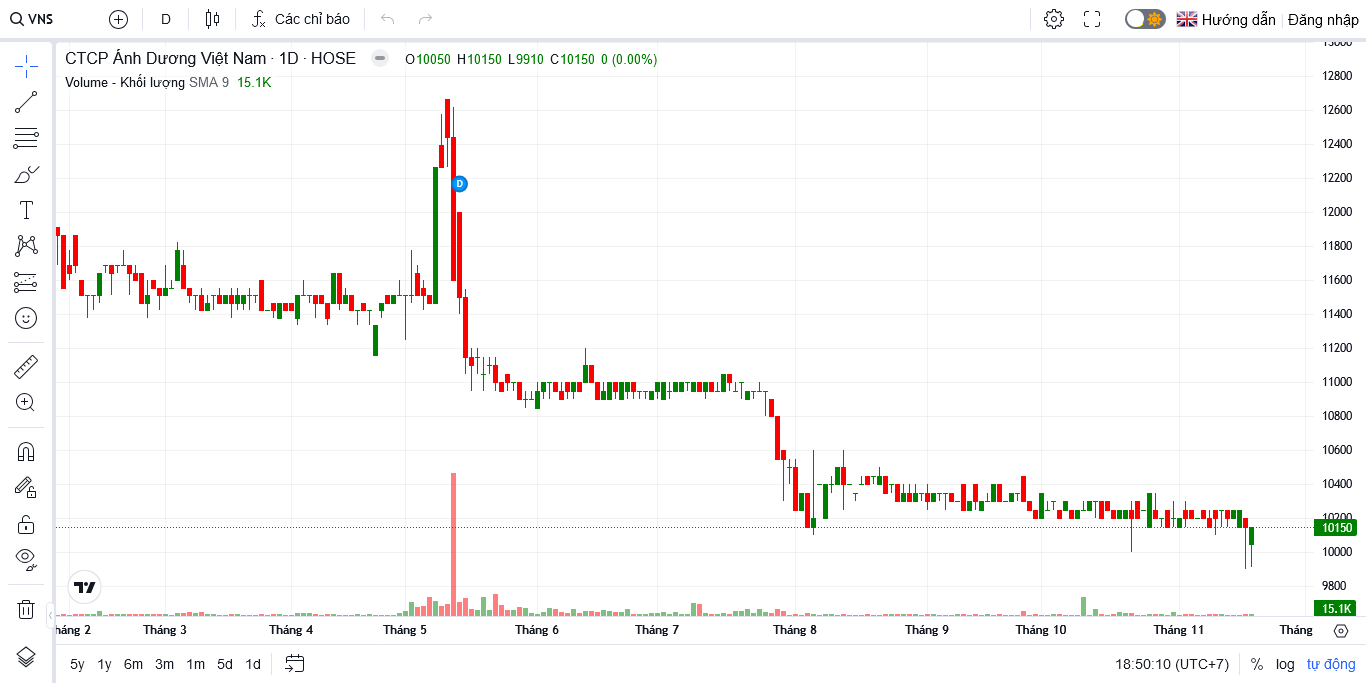 VNS D Các chỉ báo Hướng dẫn Đăng nhập
CTCP Ánh Dương Việt Nam · 1D · HOSE O10050 H10150 L9910 C10150 0 (0.00%)
Volume - Khối lượng SMA 9 15.1K
D
13000
12800
12600
12400
12200
12000
11800
11600
11400
11200
11000
10800
10600
10400
10200
10150
10000
9800
15.1K
háng 2 Tháng 3 Tháng 4 Tháng 5 Tháng 6 Tháng 7 Tháng 8 Tháng 9 Tháng 10 Tháng 11 Tháng
5y 1y 6m 3m 1m 5d 1d 18:50:10 (UTC+7) % log tự động